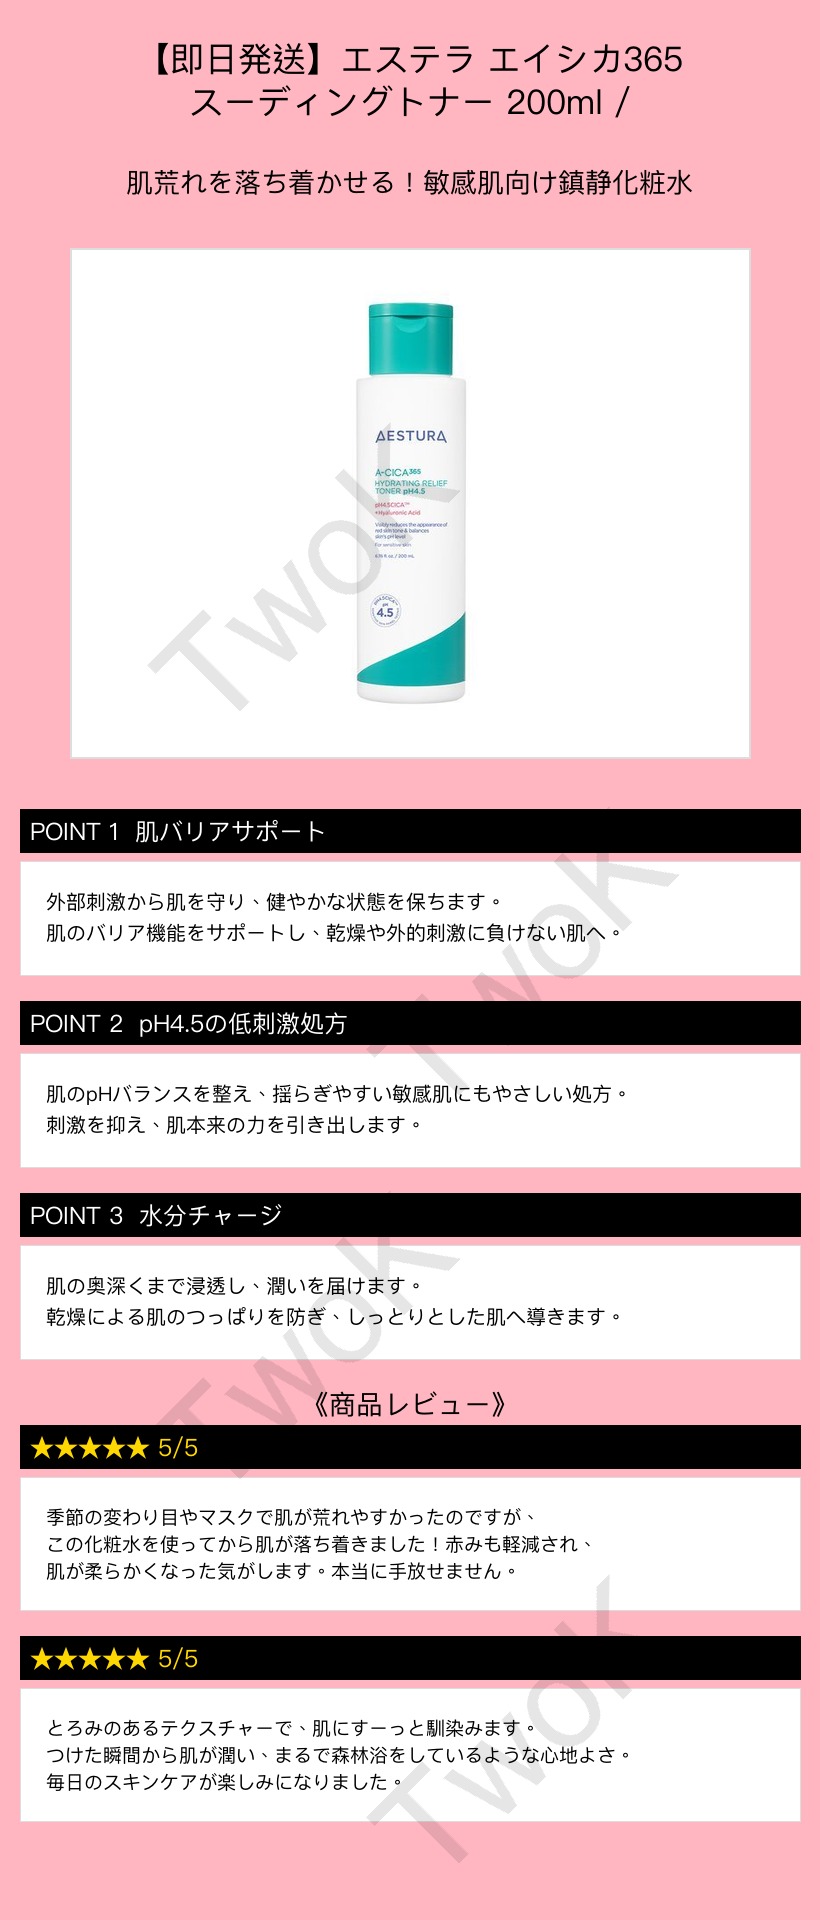 【即日発送】エステラ エイシカ365
スーディングトナー 200ml /
肌荒れを落ち着かせる！敏感肌向け鎮静化粧水
AESTURA
A-CICA365
HYDRATING RELIEF
TONER pH4.5
pH4.5CICA™
+Hyaluronic Acid
Visibly reduces the appearance of
red skin tone & balances
skin's pH level
For sensitive skin
6.76 fl. oz. / 200 mL
pH
4.5
TwoK
POINT 1 肌バリアサポート
外部刺激から肌を守り、健やかな状態を保ちます。
肌のバリア機能をサポートし、乾燥や外的刺激に負けない肌へ。
TwoK
POINT 2 pH4.5の低刺激処方
肌のpHバランスを整え、揺らぎやすい敏感肌にもやさしい処方。
刺激を抑え、肌本来の力を引き出します。
POINT 3 水分チャージ
肌の奥深くまで浸透し、潤いを届けます。
乾燥による肌のつっぱりを防ぎ、しっとりとした肌へ導きます。
TwoK
《商品レビュー》
★★★★★ 5/5
季節の変わり目やマスクで肌が荒れやすかったのですが、
この化粧水を使ってから肌が落ち着きました！赤みも軽減され、
肌が柔らかくなった気がします。本当に手放せません。
★★★★★ 5/5
とろみのあるテクスチャーで、肌にすーっと馴染みます。
つけた瞬間から肌が潤い、まるで森林浴をしているような心地よさ。
毎日のスキンケアが楽しみになりました。
TwoK